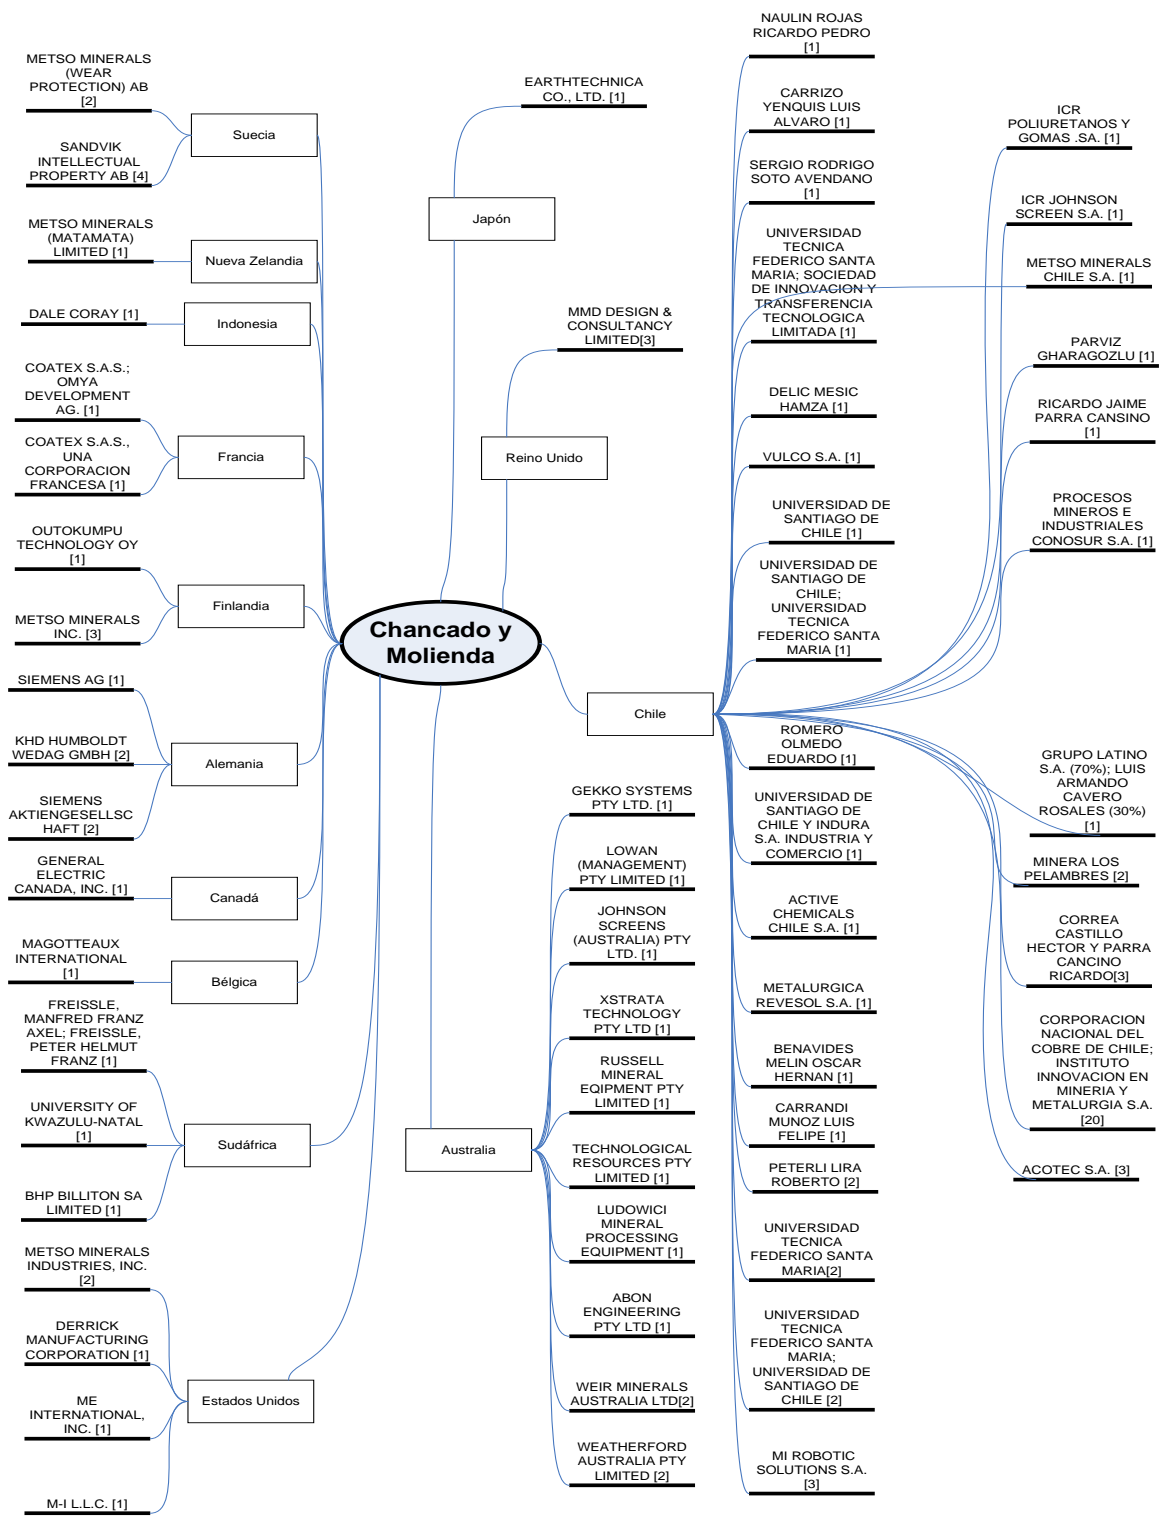 METSO MINERALS
(WEAR
PROTECTION) AB
[2]
SANDVIK
INTELLECTUAL
PROPERTY AB [4]
Suecia
METSO MINERALS
(MATAMATA)
LIMITED [1]
Nueva Zelandia
DALE CORAY [1]
Indonesia
COATEX S.A.S.;
OMYA
DEVELOPMENT
AG. [1]
COATEX S.A.S.,
UNA
CORPORACION
FRANCESA [1]
Francia
OUTOKUMPU
TECHNOLOGY OY
[1]
METSO MINERALS
INC. [3]
Finlandia
SIEMENS AG [1]
KHD HUMBOLDT
WEDAG GMBH [2]
SIEMENS
AKTIENGESELLSC
HAFT [2]
Alemania
GENERAL
ELECTRIC
CANADA, INC. [1]
Canadá
MAGOTTEAUX
INTERNATIONAL
[1]
Bélgica
FREISSLE,
MANFRED FRANZ
AXEL; FREISSLE,
PETER HELMUT
FRANZ [1]
UNIVERSITY OF
KWAZULU-NATAL
[1]
BHP BILLITON SA
LIMITED [1]
Sudáfrica
METSO MINERALS
INDUSTRIES, INC.
[2]
DERRICK
MANUFACTURING
CORPORATION [1]
ME
INTERNATIONAL,
INC. [1]
M-I L.L.C. [1]
Estados Unidos
EARTHTECHNICA
CO., LTD. [1]
Japón
MMD DESIGN &
CONSULTANCY
LIMITED[3]
Reino Unido
Chancado y
Molienda
Chile
Australia
GEKKO SYSTEMS
PTY LTD. [1]
LOWAN
(MANAGEMENT)
PTY LIMITED [1]
JOHNSON
SCREENS
(AUSTRALIA) PTY
LTD. [1]
XSTRATA
TECHNOLOGY
PTY LTD [1]
RUSSELL
MINERAL
EQIPMENT PTY
LIMITED [1]
TECHNOLOGICAL
RESOURCES PTY
LIMITED [1]
LUDOWICI
MINERAL
PROCESSING
EQUIPMENT [1]
ABON
ENGINEERING
PTY LTD [1]
WEIR MINERALS
AUSTRALIA LTD[2]
WEATHERFORD
AUSTRALIA PTY
LIMITED [2]
NAULIN ROJAS
RICARDO PEDRO
[1]
CARRIZO
YENQUIS LUIS
ALVARO [1]
SERGIO RODRIGO
SOTO AVENDANO
[1]
UNIVERSIDAD
TECNICA
FEDERICO SANTA
MARIA; SOCIEDAD
DE INNOVACION Y
TRANSFERENCIA
TECNOLOGICA
LIMITADA [1]
DELIC MESIC
HAMZA [1]
VULCO S.A. [1]
UNIVERSIDAD DE
SANTIAGO DE
CHILE [1]
UNIVERSIDAD DE
SANTIAGO DE
CHILE;
UNIVERSIDAD
TECNICA
FEDERICO SANTA
MARIA [1]
ROMERO
OLMEDO
EDUARDO [1]
UNIVERSIDAD DE
SANTIAGO DE
CHILE Y INDURA
S.A. INDUSTRIA Y
COMERCIO [1]
ACTIVE
CHEMICALS
CHILE S.A. [1]
METALURGICA
REVESOL S.A. [1]
BENAVIDES
MELIN OSCAR
HERNAN [1]
CARRANDI
MUNOZ LUIS
FELIPE [1]
PETERLI LIRA
ROBERTO [2]
UNIVERSIDAD
TECNICA
FEDERICO SANTA
MARIA[2]
UNIVERSIDAD
TECNICA
FEDERICO SANTA
MARIA;
UNIVERSIDAD DE
SANTIAGO DE
CHILE [2]
MI ROBOTIC
SOLUTIONS S.A.
[3]
ICR
POLIURETANOS Y
GOMAS .SA. [1]
ICR JOHNSON
SCREEN S.A. [1]
METSO MINERALS
CHILE S.A. [1]
PARVIZ
GHARAGOZLU [1]
RICARDO JAIME
PARRA CANSINO
[1]
PROCESOS
MINEROS E
INDUSTRIALES
CONOSUR S.A. [1]
GRUPO LATINO
S.A. (70%); LUIS
ARMANDO
CAVERO
ROSALES (30%)
[1]
MINERA LOS
PELAMBRES [2]
CORREA
CASTILLO
HECTOR Y PARRA
CANCINO
RICARDO[3]
CORPORACION
NACIONAL DEL
COBRE DE CHILE;
INSTITUTO
INNOVACION EN
MINERIA Y
METALURGIA S.A.
[20]
ACOTEC S.A. [3]